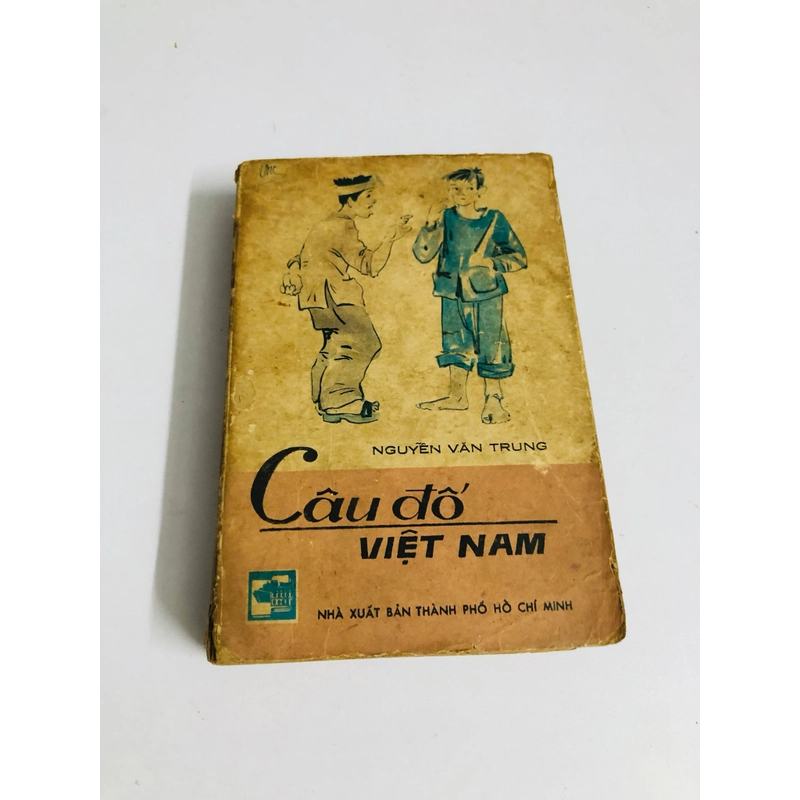 NGUYỄN VĂN TRUNG
Câu đố
VIỆT NAM
NHÀ XUẤT BẢN THÀNH PHỐ HỒ CHÍ MINH